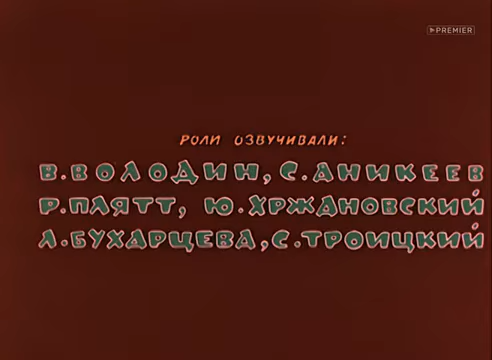 PREMIER
РОЛИ ОЗВУЧИВАЛИ:
В.ВОЛОДИН, С.АНИКЕЕВ
Р.ПЛЯТТ, Ю.ХРЖАНОВСКИЙ
Л.БУХАРЦЕВА, С.ТРОИЦКИЙ